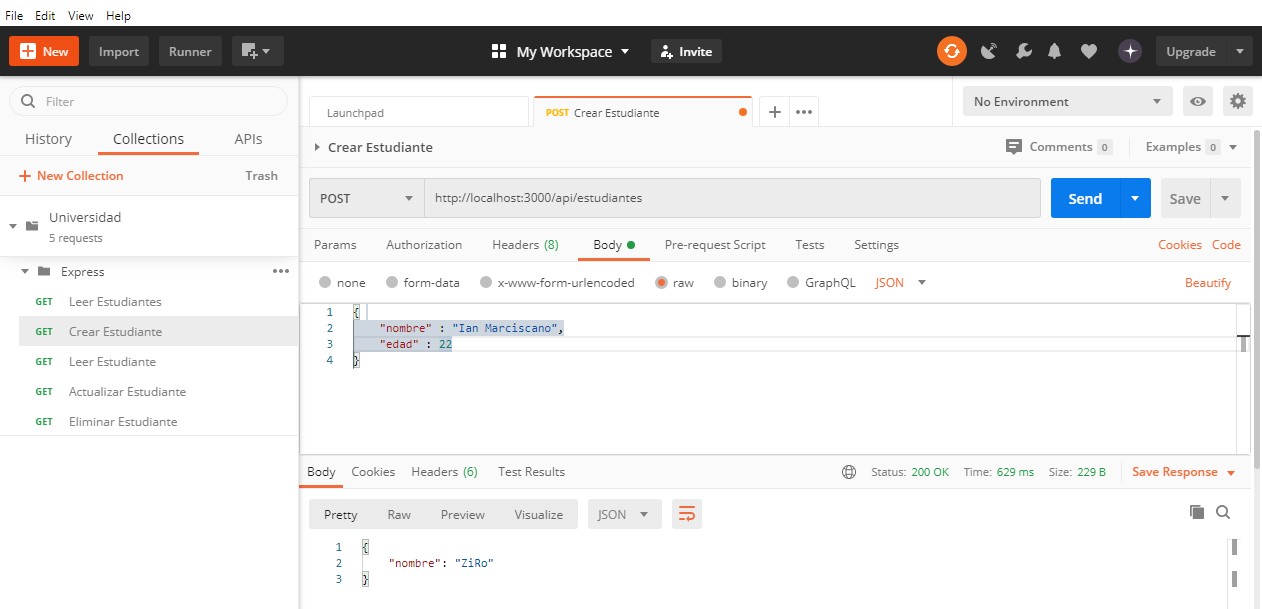 File Edit View Help
New Import Runner My Workspace Invite Upgrade
Filter
History Collections APIs
New Collection Trash
Universidad
5 requests
Express
GET Leer Estudiantes
GET Crear Estudiante
GET Leer Estudiante
GET Actualizar Estudiante
GET Eliminar Estudiante
Launchpad POST Crear Estudiante No Environment
Crear Estudiante Comments 0 Examples 0
POST http://localhost:3000/api/estudiantes Send Save
Params Authorization Headers (8) Body Pre-request Script Tests Settings Cookies Code
none form-data x-www-form-urlencoded raw binary GraphQL JSON Beautify
1 {
2 "nombre" : "Ian Marciscano",
3 "edad" : 22
4 }
Body Cookies Headers (6) Test Results Status: 200 OK Time: 629 ms Size: 229 B Save Response
Pretty Raw Preview Visualize JSON
1 {
2 "nombre": "ZiRo"
3 }